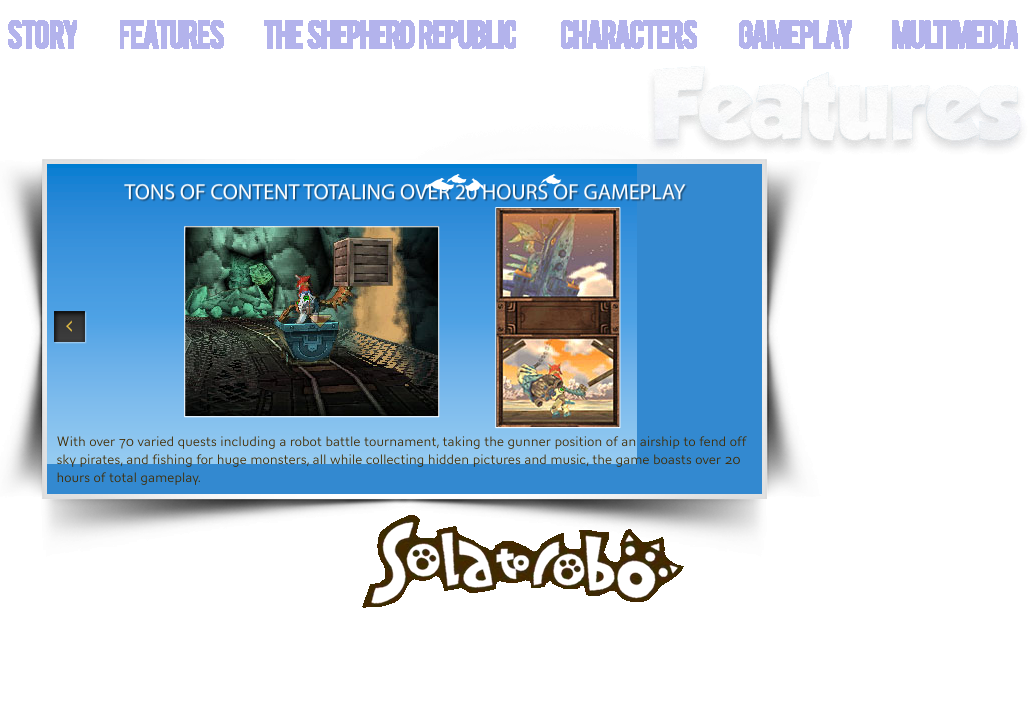 STORY FEATURES THE SHEPHERD REPUBLIC CHARACTERS GAMEPLAY MULTIMEDIA
Features
TONS OF CONTENT TOTALING OVER 20 HOURS OF GAMEPLAY
With over 70 varied quests including a robot battle tournament, taking the gunner position of an airship to fend off
sky pirates, and fishing for huge monsters, all while collecting hidden pictures and music, the game boasts over 20
hours of total gameplay.
Solatorobo